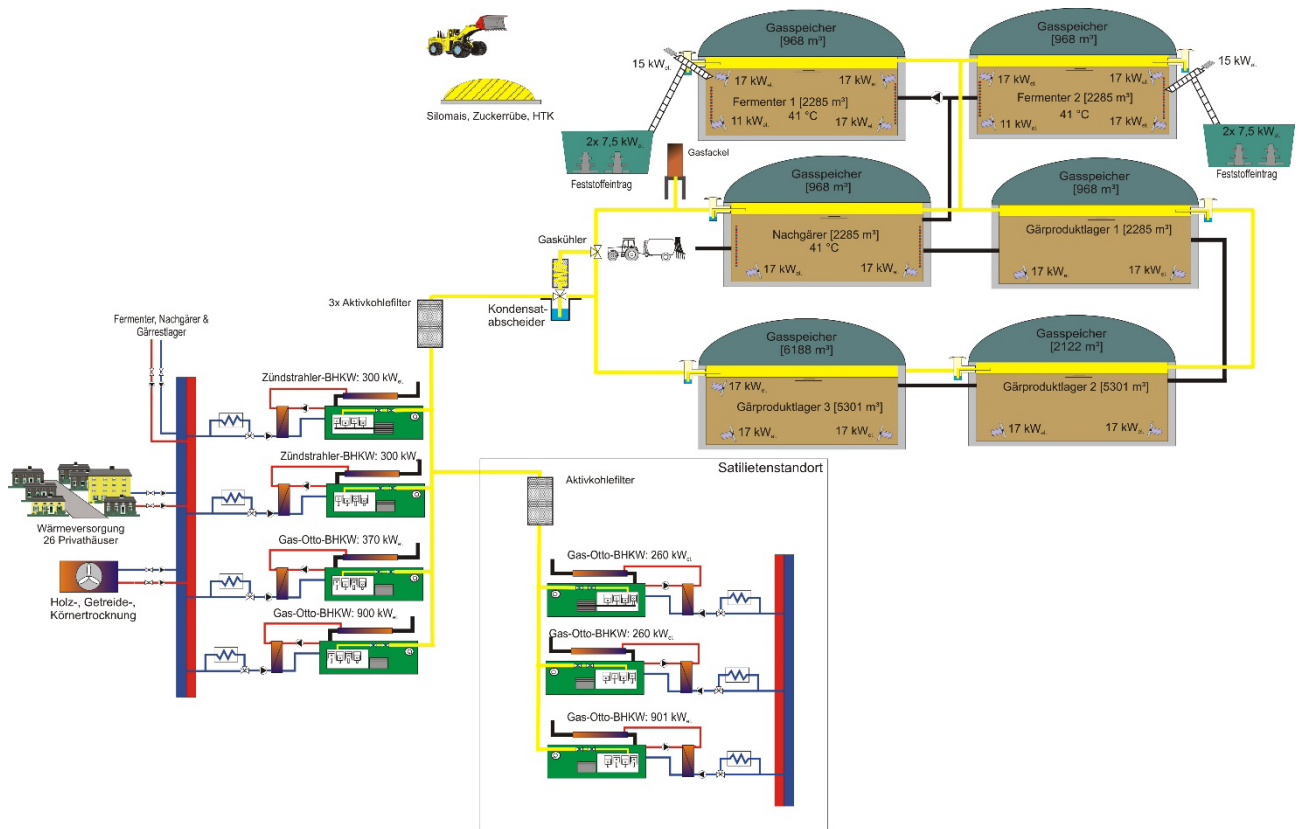 Gasspeicher
[968 m³]
Gasspeicher
[968 m³]
15 kWel.
17 kWel.
17 kWel.
Fermenter 1 [2285 m³]
41 °C
11 kWel.
17 kWel.
17 kWel.
17 kWel.
Fermenter 2 [2285 m³]
41 °C
11 kWel.
17 kWel.
15 kWel.
Silomais, Zuckerrübe, HTK
2x 7,5 kWel.
Feststoffeintrag
2x 7,5 kWel.
Feststoffeintrag
Gasfackel
Gasspeicher
[968 m³]
Gasspeicher
[968 m³]
Nachgärer [2285 m³]
41 °C
17 kWel.
17 kWel.
Gärproduktlager 1 [2285 m³]
17 kWel.
17 kWel.
Gaskühler
Kondensat-
abscheider
3x Aktivkohlefilter
Gasspeicher
[6188 m³]
Gasspeicher
[2122 m³]
17 kWel.
Gärproduktlager 3 [5301 m³]
17 kWel.
17 kWel.
Gärproduktlager 2 [5301 m³]
17 kWel.
17 kWel.
Fermenter, Nachgärer &
Gärrestlager
Zündstrahler-BHKW: 300 kWel.
Zündstrahler-BHKW: 300 kW
Wärmeversorgung
26 Privathäuser
Gas-Otto-BHKW: 370 kWel.
Holz-, Getreide-,
Körnertrocknung
Gas-Otto-BHKW: 900 kWel.
Satilietenstandort
Aktivkohlefilter
Gas-Otto-BHKW: 260 kWel.
Gas-Otto-BHKW: 260 kWel.
Gas-Otto-BHKW: 901 kWel.